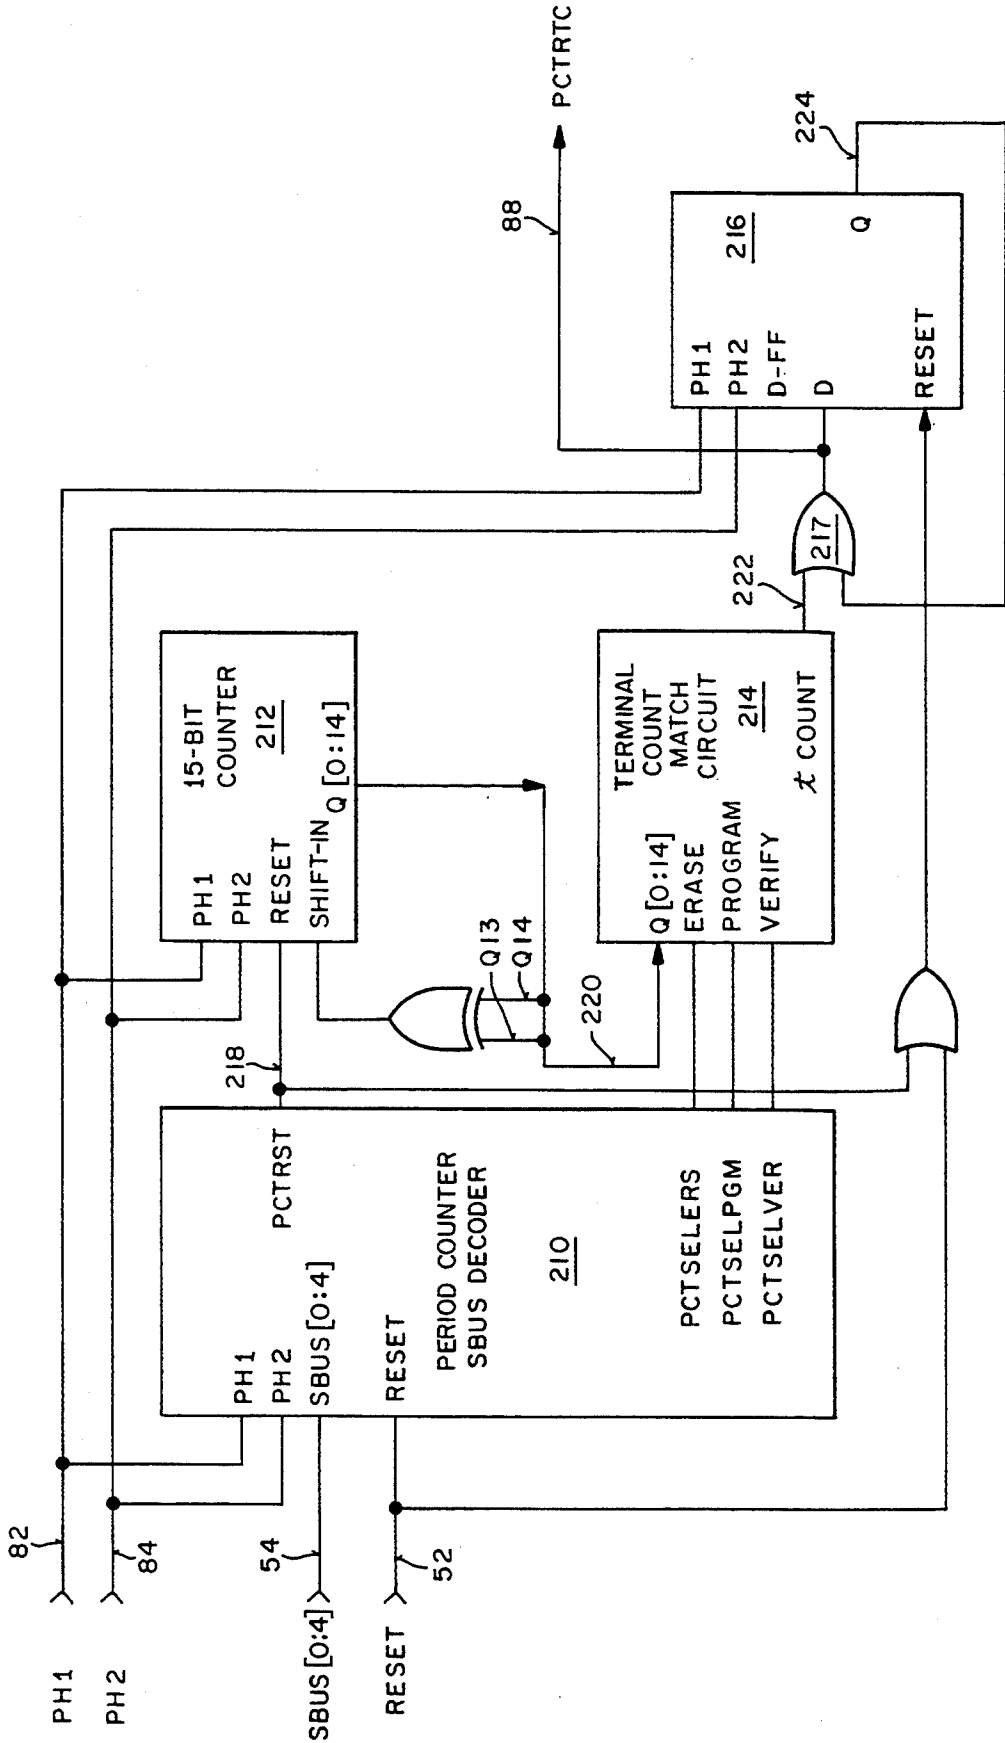 PH1
PH2
SBUS[0:4]
RESET
82
84
54
52
PH1
PH2
SBUS[0:4]
RESET
PCTRST
PERIOD COUNTER
SBUS DECODER
210
PCTSELERS
PCTSELPGM
PCTSELVER
218
PH1
PH2
RESET
SHIFT-IN
15-BIT
COUNTER
212
Q [0:14]
Q13
Q14
220
Q[0:14]
ERASE
PROGRAM
VERIFY
TERMINAL
COUNT
MATCH
CIRCUIT
214
t COUNT
222
217
88
PCTRTC
PH1
PH2
D-FF
D
RESET
216
Q
224